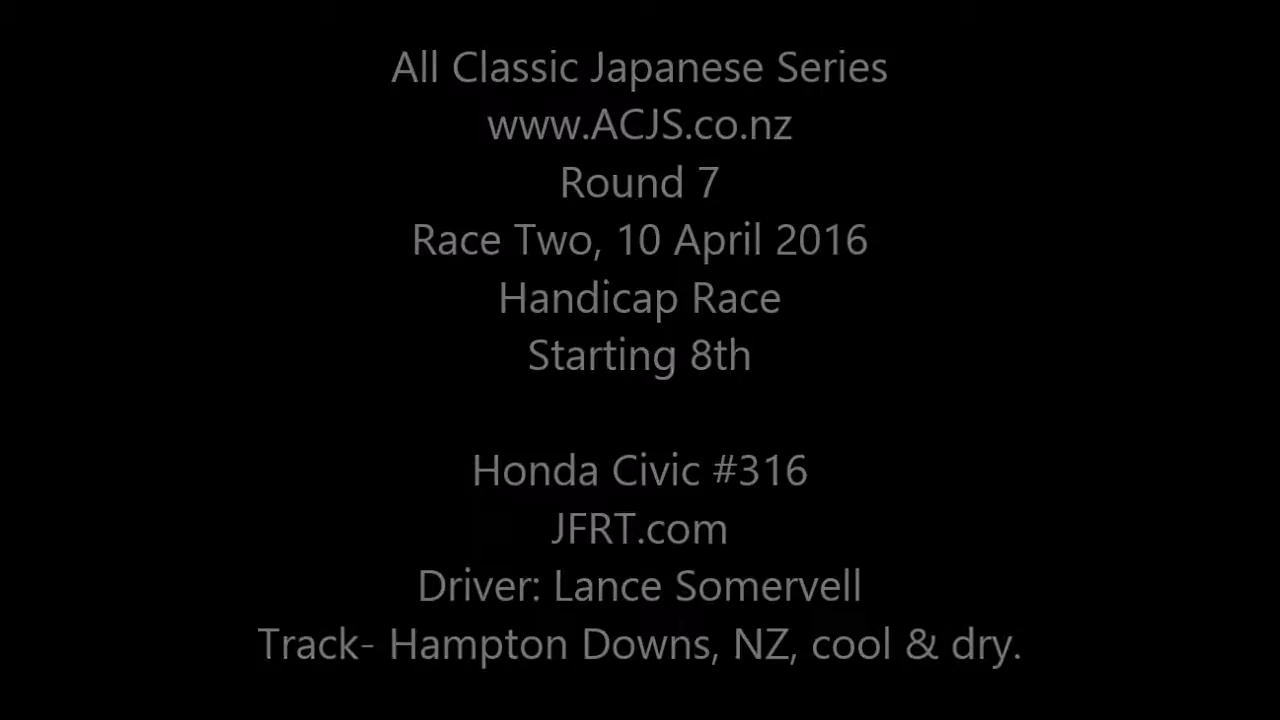 All Classic Japanese Series
www.ACJS.co.nz
Round 7
Race Two, 10 April 2016
Handicap Race
Starting 8th
Honda Civic #316
JFRT.com
Driver: Lance Somervell
Track- Hampton Downs, NZ, cool & dry.